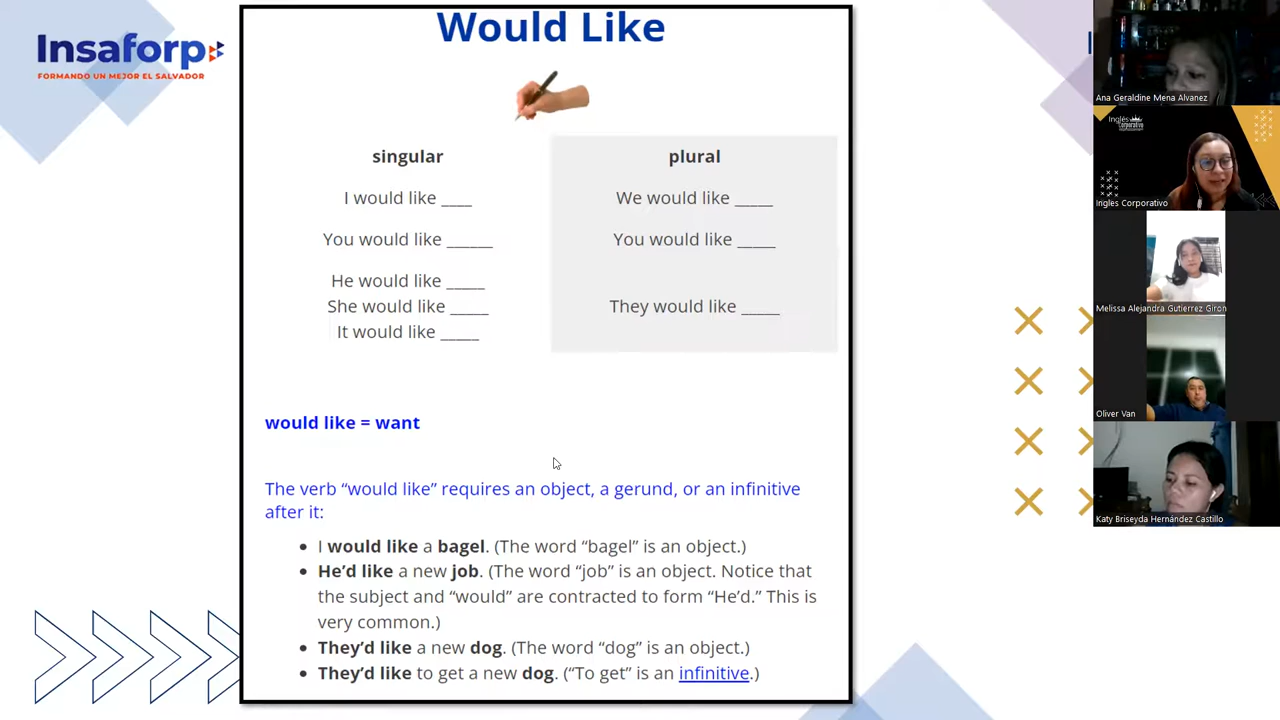 Insaforp
FORMANDO UN MEJOR EL SALVADOR
Would Like
singular
plural
I would like ____
We would like _____
You would like ______
You would like _____
He would like _____
She would like _____
They would like _____
It would like _____
would like = want
The verb “would like” requires an object, a gerund, or an infinitive
after it:
• I would like a bagel. (The word “bagel” is an object.)
• He’d like a new job. (The word “job” is an object. Notice that
the subject and “would” are contracted to form “He’d.” This is
very common.)
• They’d like a new dog. (The word “dog” is an object.)
• They’d like to get a new dog. (“To get” is an infinitive.)
Ana Geraldine Mena Alvanez
Inglés
Corporativo
Ingles Corporativo
Melissa Alejandra Gutierrez Giron
Oliver Van
Katy Briseyda Hernández Castillo